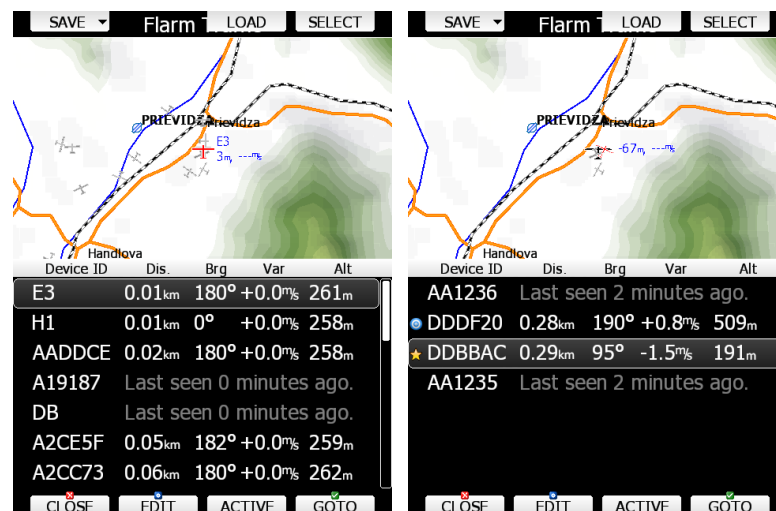 SAVE Flarm T LOAD SELECT
PRIEVIDZA Prievidza
E3
3m, ---m/s
Handlova
Device ID Dis. Brg Var Alt
E3 0.01km 180° +0.0m/s 261m
H1 0.01km 0° +0.0m/s 258m
AADDCE 0.02km 180° +0.0m/s 258m
A19187 Last seen 0 minutes ago.
DB Last seen 0 minutes ago.
A2CE5F 0.05km 182° +0.0m/s 259m
A2CC73 0.06km 180° +0.0m/s 262m
CLOSE EDIT ACTIVE GOTO
SAVE Flarm T LOAD SELECT
PRIEVIDZA Prievidza
-67m, ---m/s
Handlova
Device ID Dis. Brg Var Alt
AA1236 Last seen 2 minutes ago.
DDDF20 0.28km 190° +0.8m/s 509m
DDBBAC 0.29km 95° -1.5m/s 191m
AA1235 Last seen 2 minutes ago.
CLOSE EDIT ACTIVE GOTO